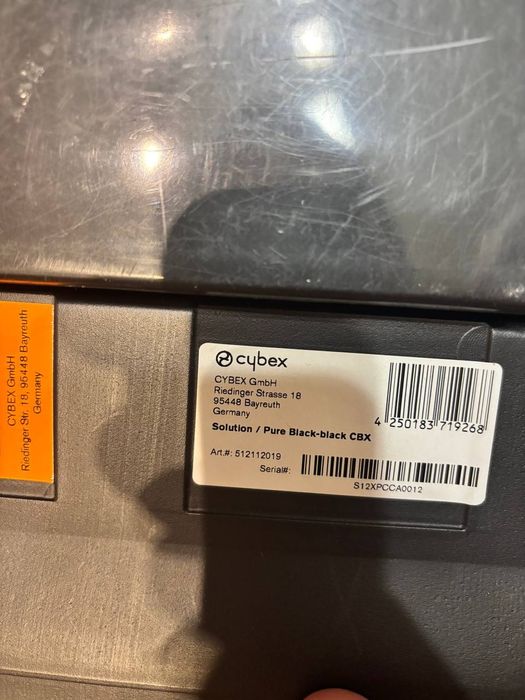 CYBEX GmbH
Riedinger Str. 18, 95448 Bayreuth
Germany
cybex
CYBEX GmbH
Riedinger Strasse 18
95448 Bayreuth
Germany
4 250183 719268
Solution / Pure Black-black CBX
Art.#: 512112019
Serial#:
S12XPCCA0012